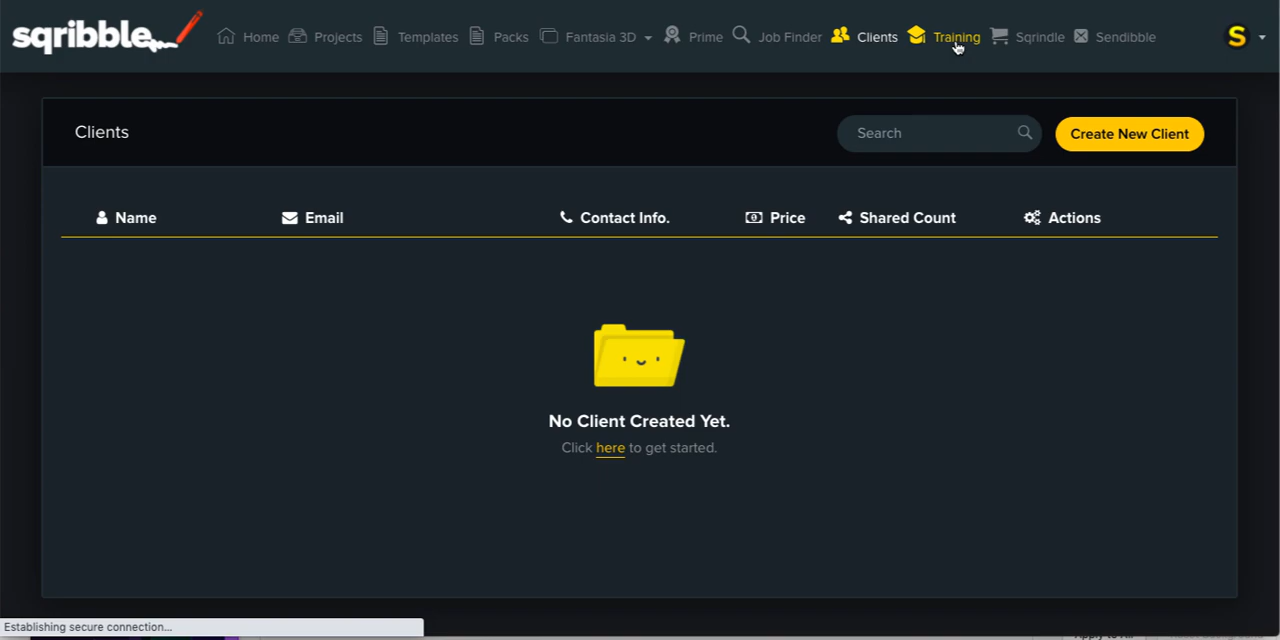 sqribble Home Projects Templates Packs Fantasia 3D Prime Job Finder Clients Training Sqrindle Sendibble S
Clients Search Create New Client
Name Email Contact Info. Price Shared Count Actions
No Client Created Yet.
Click here to get started.
Establishing secure connection...